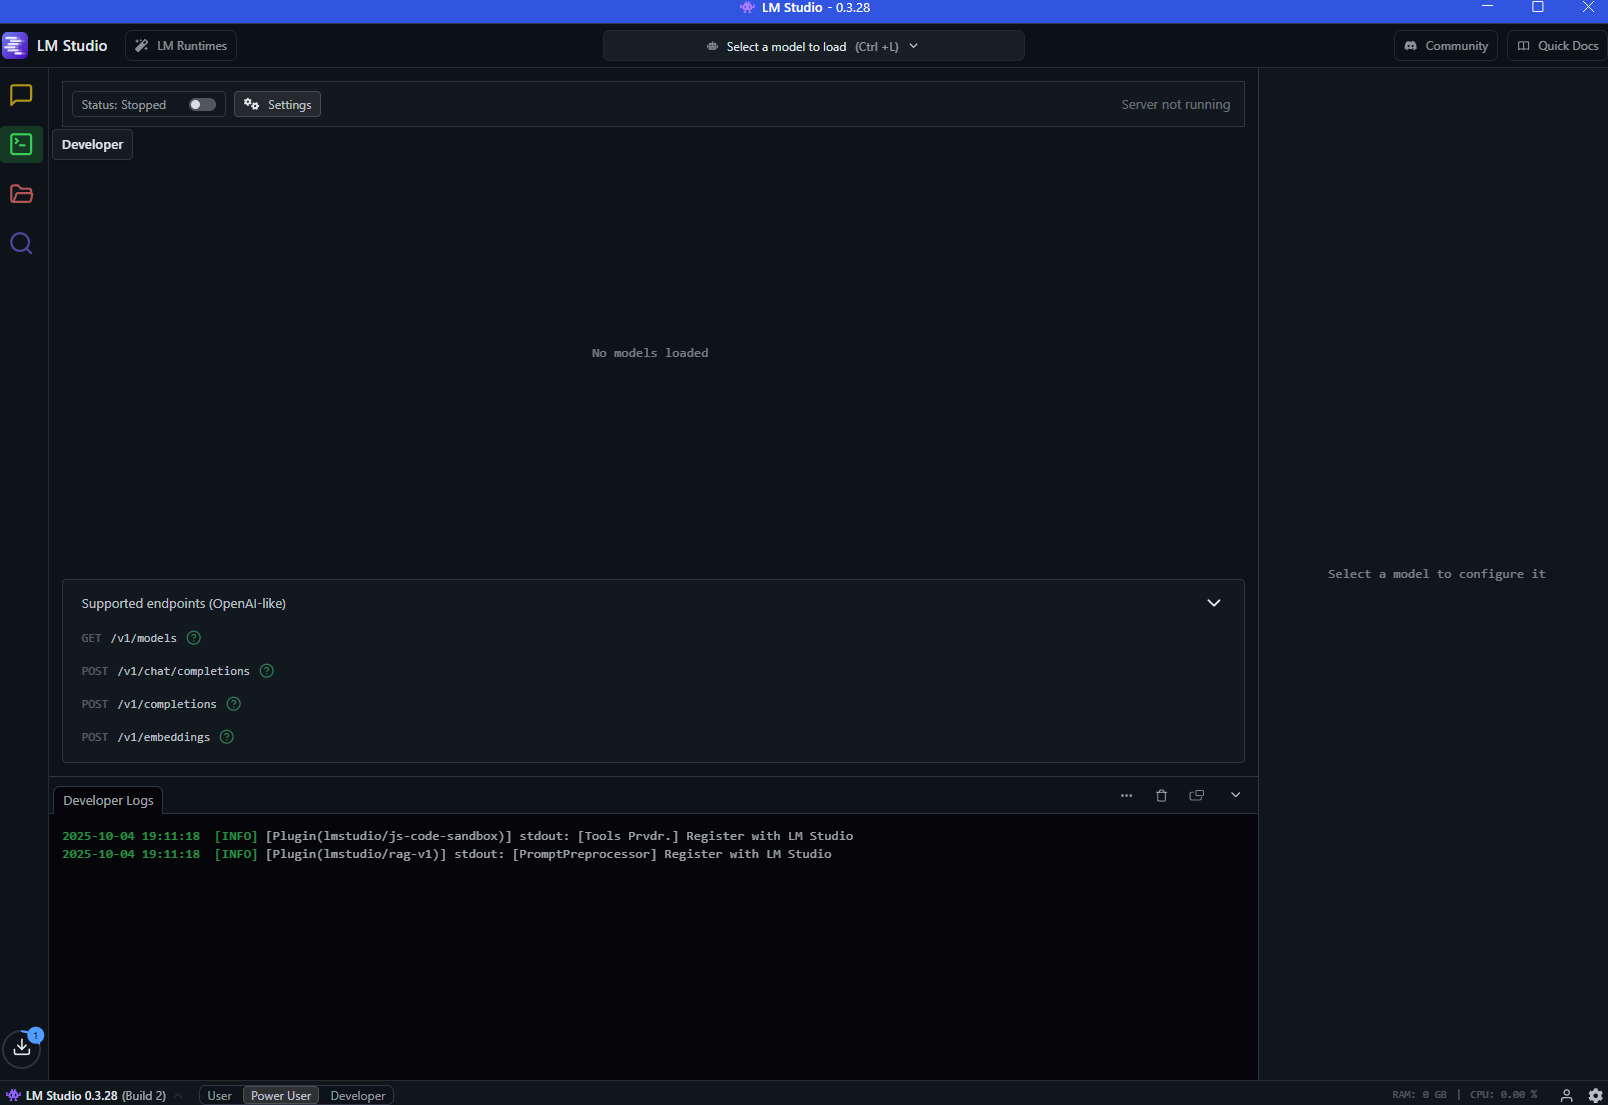 LM Studio - 0.3.28
LM Studio
LM Runtimes
Select a model to load (Ctrl +L)
Community
Quick Docs
Status: Stopped
Settings
Server not running
Developer
No models loaded
Select a model to configure it
Supported endpoints (OpenAI-like)
GET /v1/models
POST /v1/chat/completions
POST /v1/completions
POST /v1/embeddings
Developer Logs
2025-10-04 19:11:18 [INFO] [Plugin(lmstudio/js-code-sandbox)] stdout: [Tools Prvdr.] Register with LM Studio
2025-10-04 19:11:18 [INFO] [Plugin(lmstudio/rag-v1)] stdout: [PromptPreprocessor] Register with LM Studio
1
LM Studio 0.3.28 (Build 2)
User
Power User
Developer
RAM: 0 GB | CPU: 0.00 %